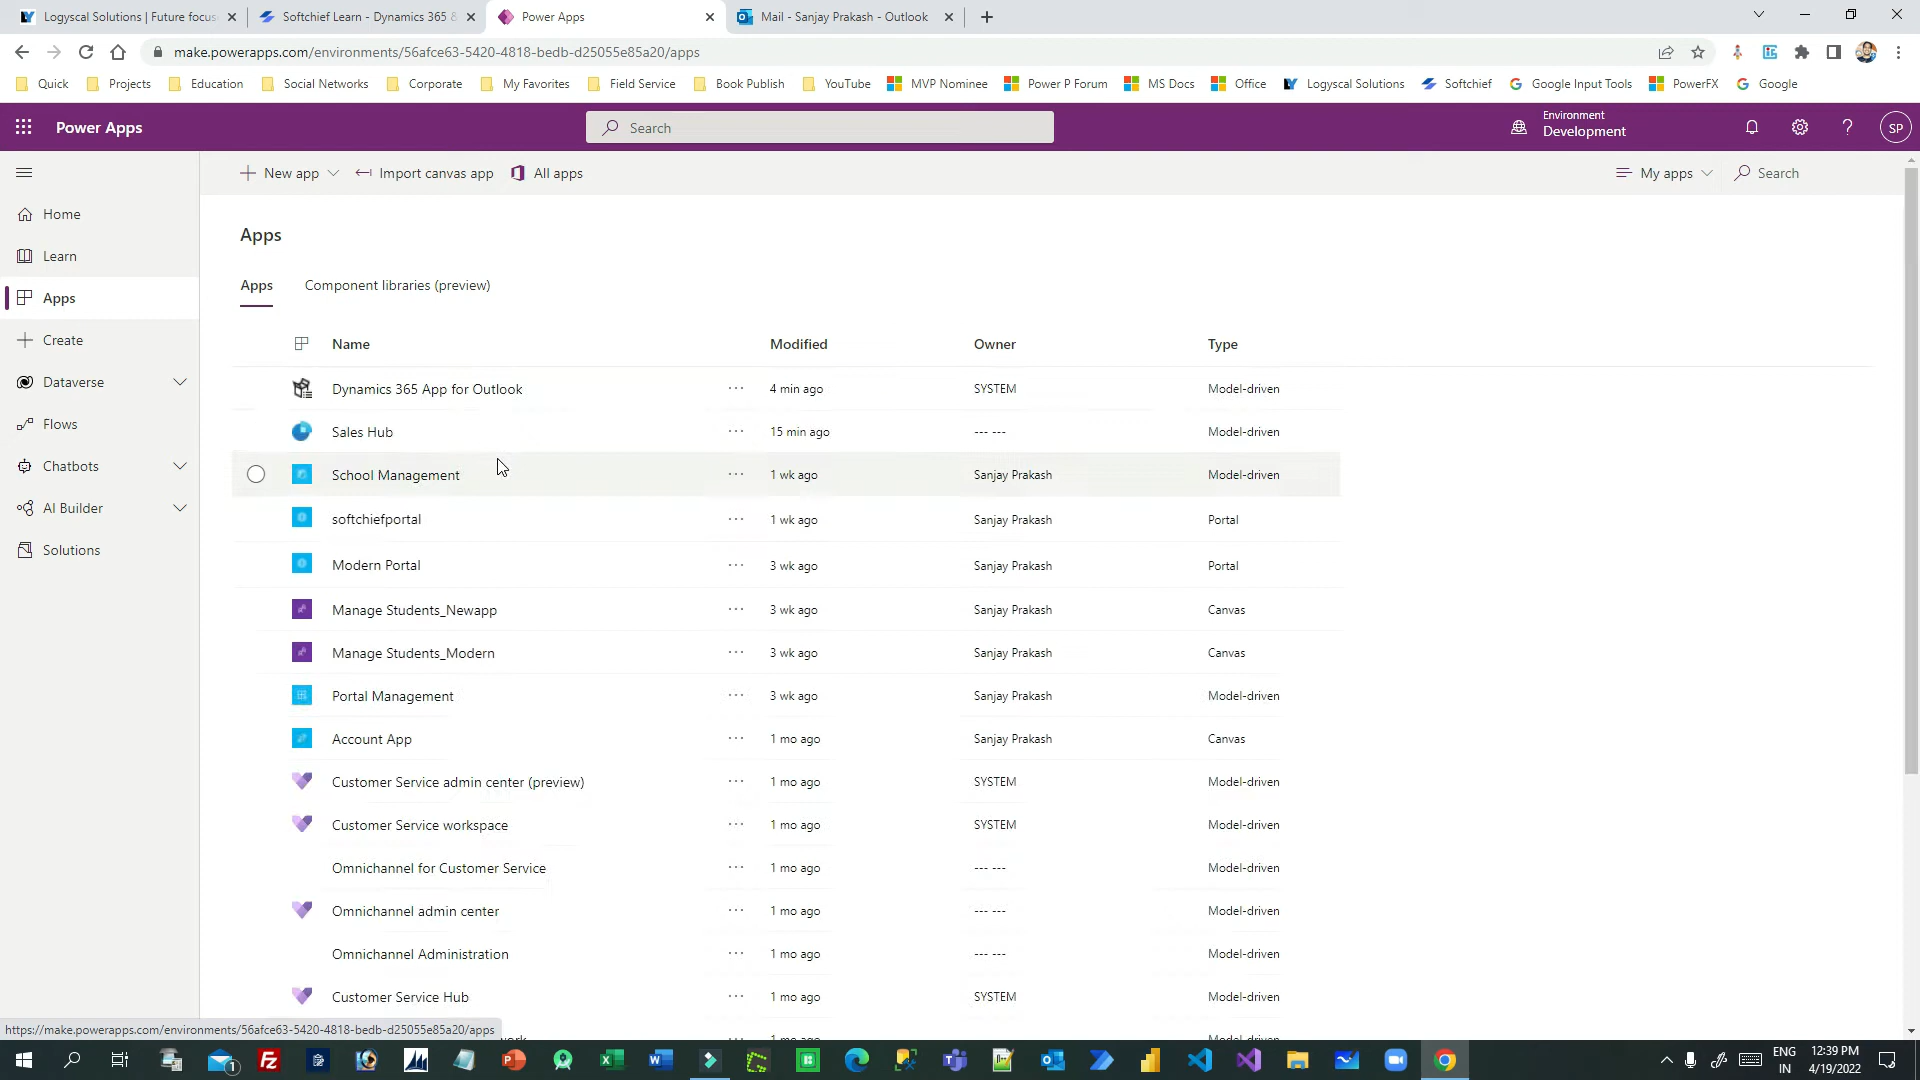 Logyscal Solutions | Future focus
Softchief Learn - Dynamics 365 &
Power Apps
Mail - Sanjay Prakash - Outlook
make.powerapps.com/environments/56afce63-5420-4818-bedb-d25055e85a20/apps
Quick
Projects
Education
Social Networks
Corporate
My Favorites
Field Service
Book Publish
YouTube
MVP Nominee
Power P Forum
MS Docs
Office
Logyscal Solutions
Softchief
Google Input Tools
PowerFX
Google
Power Apps
Search
Environment
Development
SP
New app
Import canvas app
All apps
My apps
Search
Home
Learn
Apps
Create
Dataverse
Flows
Chatbots
AI Builder
Solutions
Apps
Apps
Component libraries (preview)
Name Modified Owner Type
Dynamics 365 App for Outlook ... 4 min ago SYSTEM Model-driven
Sales Hub ... 15 min ago --- --- Model-driven
School Management ... 1 wk ago Sanjay Prakash Model-driven
softchiefportal ... 1 wk ago Sanjay Prakash Portal
Modern Portal ... 3 wk ago Sanjay Prakash Portal
Manage Students_Newapp ... 3 wk ago Sanjay Prakash Canvas
Manage Students_Modern ... 3 wk ago Sanjay Prakash Canvas
Portal Management ... 3 wk ago Sanjay Prakash Model-driven
Account App ... 1 mo ago Sanjay Prakash Canvas
Customer Service admin center (preview) ... 1 mo ago SYSTEM Model-driven
Customer Service workspace ... 1 mo ago SYSTEM Model-driven
Omnichannel for Customer Service ... 1 mo ago --- --- Model-driven
Omnichannel admin center ... 1 mo ago --- --- Model-driven
Omnichannel Administration ... 1 mo ago --- --- Model-driven
Customer Service Hub ... 1 mo ago SYSTEM Model-driven
https://make.powerapps.com/environments/56afce63-5420-4818-bedb-d25055e85a20/apps
1
ENG
IN
12:39 PM
4/19/2022